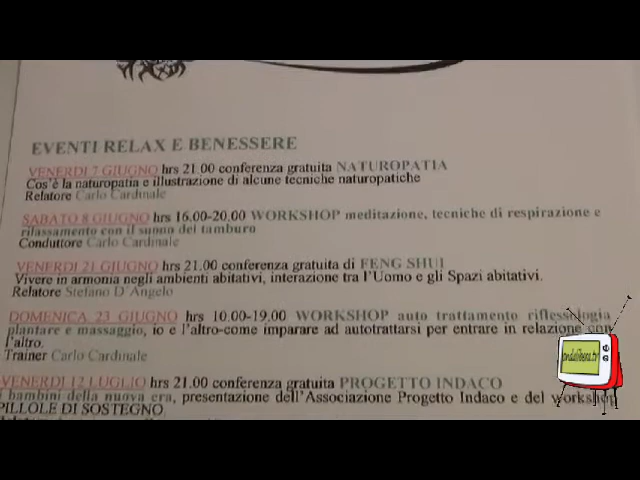 EVENTI RELAX E BENESSERE
VENERDI 7 GIUGNO hrs 21.00 conferenza gratuita NATUROPATIA
Cos'è la naturopatia e illustrazione di alcune tecniche naturopatiche
Relatore Carlo Cardinale
SABATO 8 GIUGNO hrs 16.00-20.00 WORKSHOP meditazione, tecniche di respirazione e
rilassamento con il suono del tamburo
Conduttore Carlo Cardinale
VENERDI 21 GIUGNO hrs 21.00 conferenza gratuita di FENG SHUI
Vivere in armonia negli ambienti abitativi, interazione tra l'Uomo e gli Spazi abitativi.
Relatore Stefano D'Angelo
DOMENICA 23 GIUGNO hrs 10.00-19.00 WORKSHOP auto trattamento riflessologia
plantare e massaggio, io e l'altro-come imparare ad autotrattarsi per entrare in relazione con
l'altro.
Trainer Carlo Cardinale
VENERDI 12 LUGLIO hrs 21.00 conferenza gratuita PROGETTO INDACO
i bambini della nuova era, presentazione dell'Associazione Progetto Indaco e del workshop
PILLOLE DI SOSTEGNO